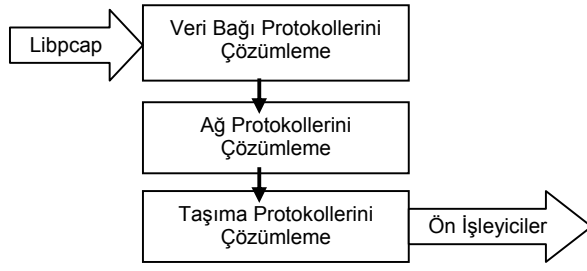 Libpcap
Veri Bağı Protokollerini
Çözümleme
Ağ Protokollerini
Çözümleme
Taşıma Protokollerini
Çözümleme
Ön İşleyiciler